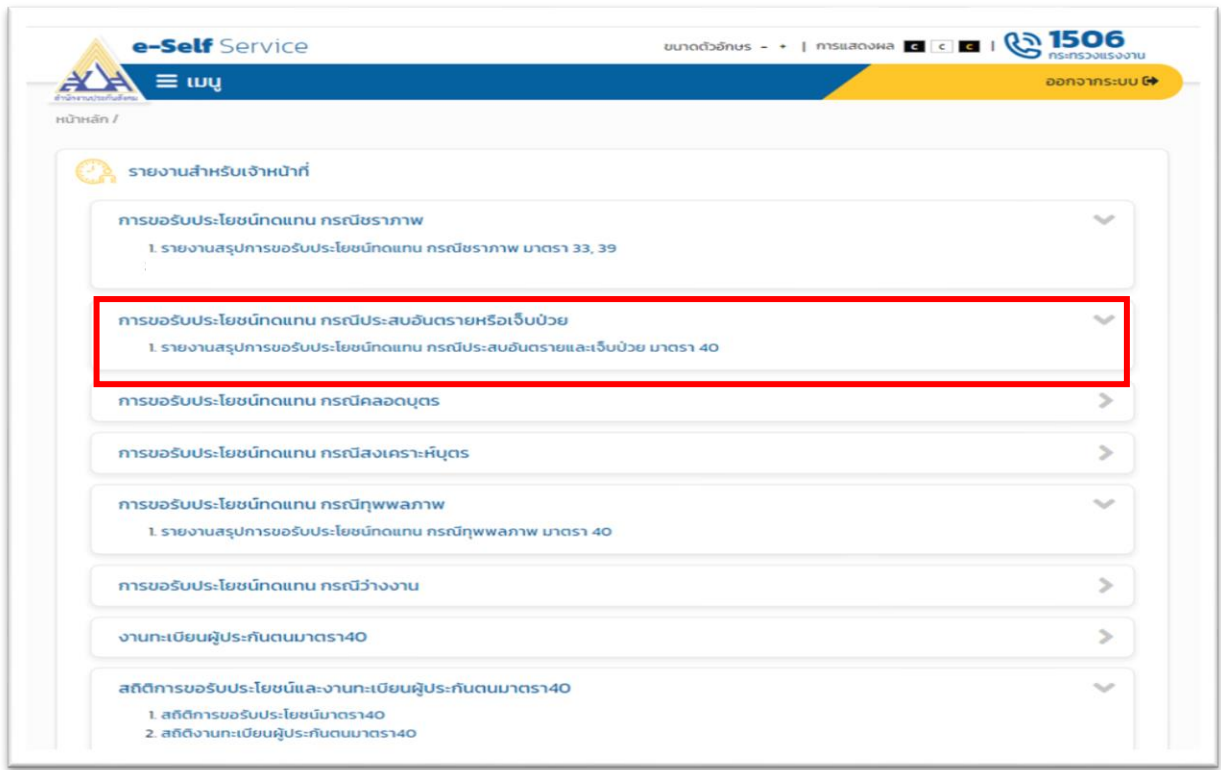 e-Self Service
ขนาดตัวอักษร - + | การแสดงผล C C C | 1506
กระทรวงแรงงาน
สำนักงานประกันสังคม
เมนู
ออกจากระบบ
หน้าหลัก /
รายงานสำหรับเจ้าหน้าที่
การขอรับประโยชน์ทดแทน กรณีชราภาพ
1. รายงานสรุปการขอรับประโยชน์ทดแทน กรณีชราภาพ มาตรา 33, 39
การขอรับประโยชน์ทดแทน กรณีประสบอันตรายหรือเจ็บป่วย
1. รายงานสรุปการขอรับประโยชน์ทดแทน กรณีประสบอันตรายและเจ็บป่วย มาตรา 40
การขอรับประโยชน์ทดแทน กรณีคลอดบุตร
การขอรับประโยชน์ทดแทน กรณีสงเคราะห์บุตร
การขอรับประโยชน์ทดแทน กรณีทุพพลภาพ
1. รายงานสรุปการขอรับประโยชน์ทดแทน กรณีทุพพลภาพ มาตรา 40
การขอรับประโยชน์ทดแทน กรณีว่างงาน
งานทะเบียนผู้ประกันตนมาตรา40
สถิติการขอรับประโยชน์และงานทะเบียนผู้ประกันตนมาตรา40
1. สถิติการขอรับประโยชน์มาตรา40
2. สถิติงานทะเบียนผู้ประกันตนมาตรา40